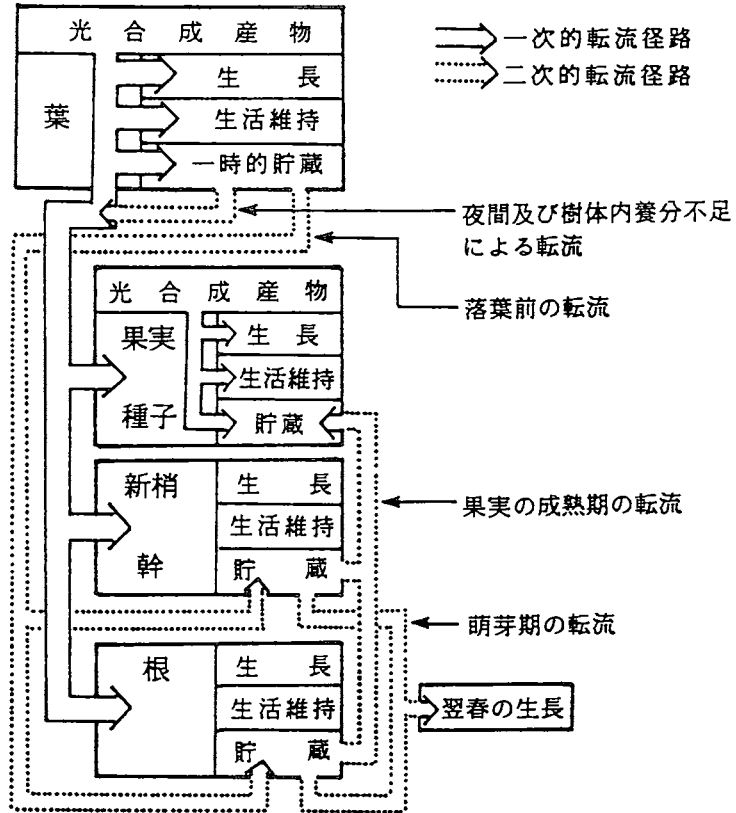 光合成産物
葉
生長
生活維持
一時的貯蔵
一次的転流径路
二次的転流径路
夜間及び樹体内養分不足
による転流
落葉前の転流
光合成産物
果実
種子
生長
生活維持
貯蔵
果実の成熟期の転流
新梢
幹
生長
生活維持
貯蔵
萌芽期の転流
根
生長
生活維持
貯蔵
翌春の生長